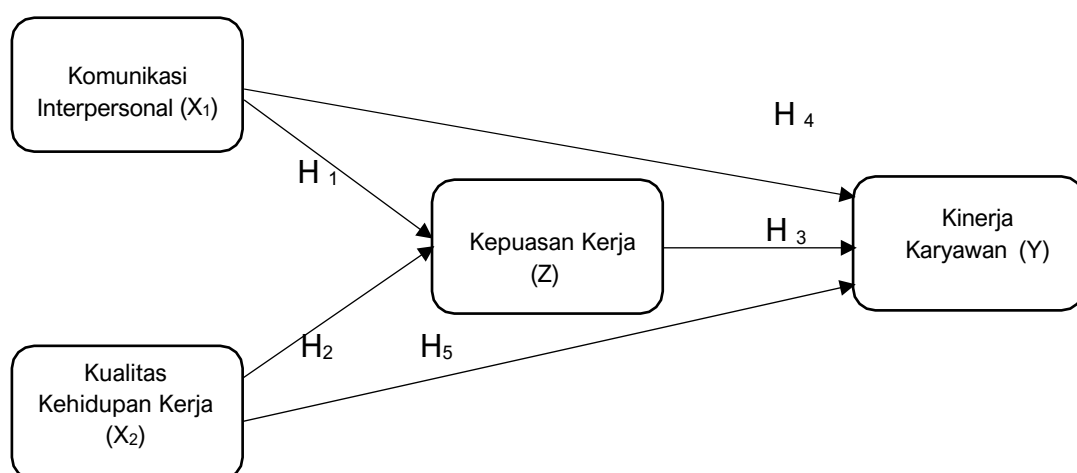 Komunikasi
Interpersonal (X₁)
H ₄
H ₁
Kepuasan Kerja
(Z)
H ₃
Kinerja
Karyawan (Y)
H₂
H₅
Kualitas
Kehidupan Kerja
(X₂)